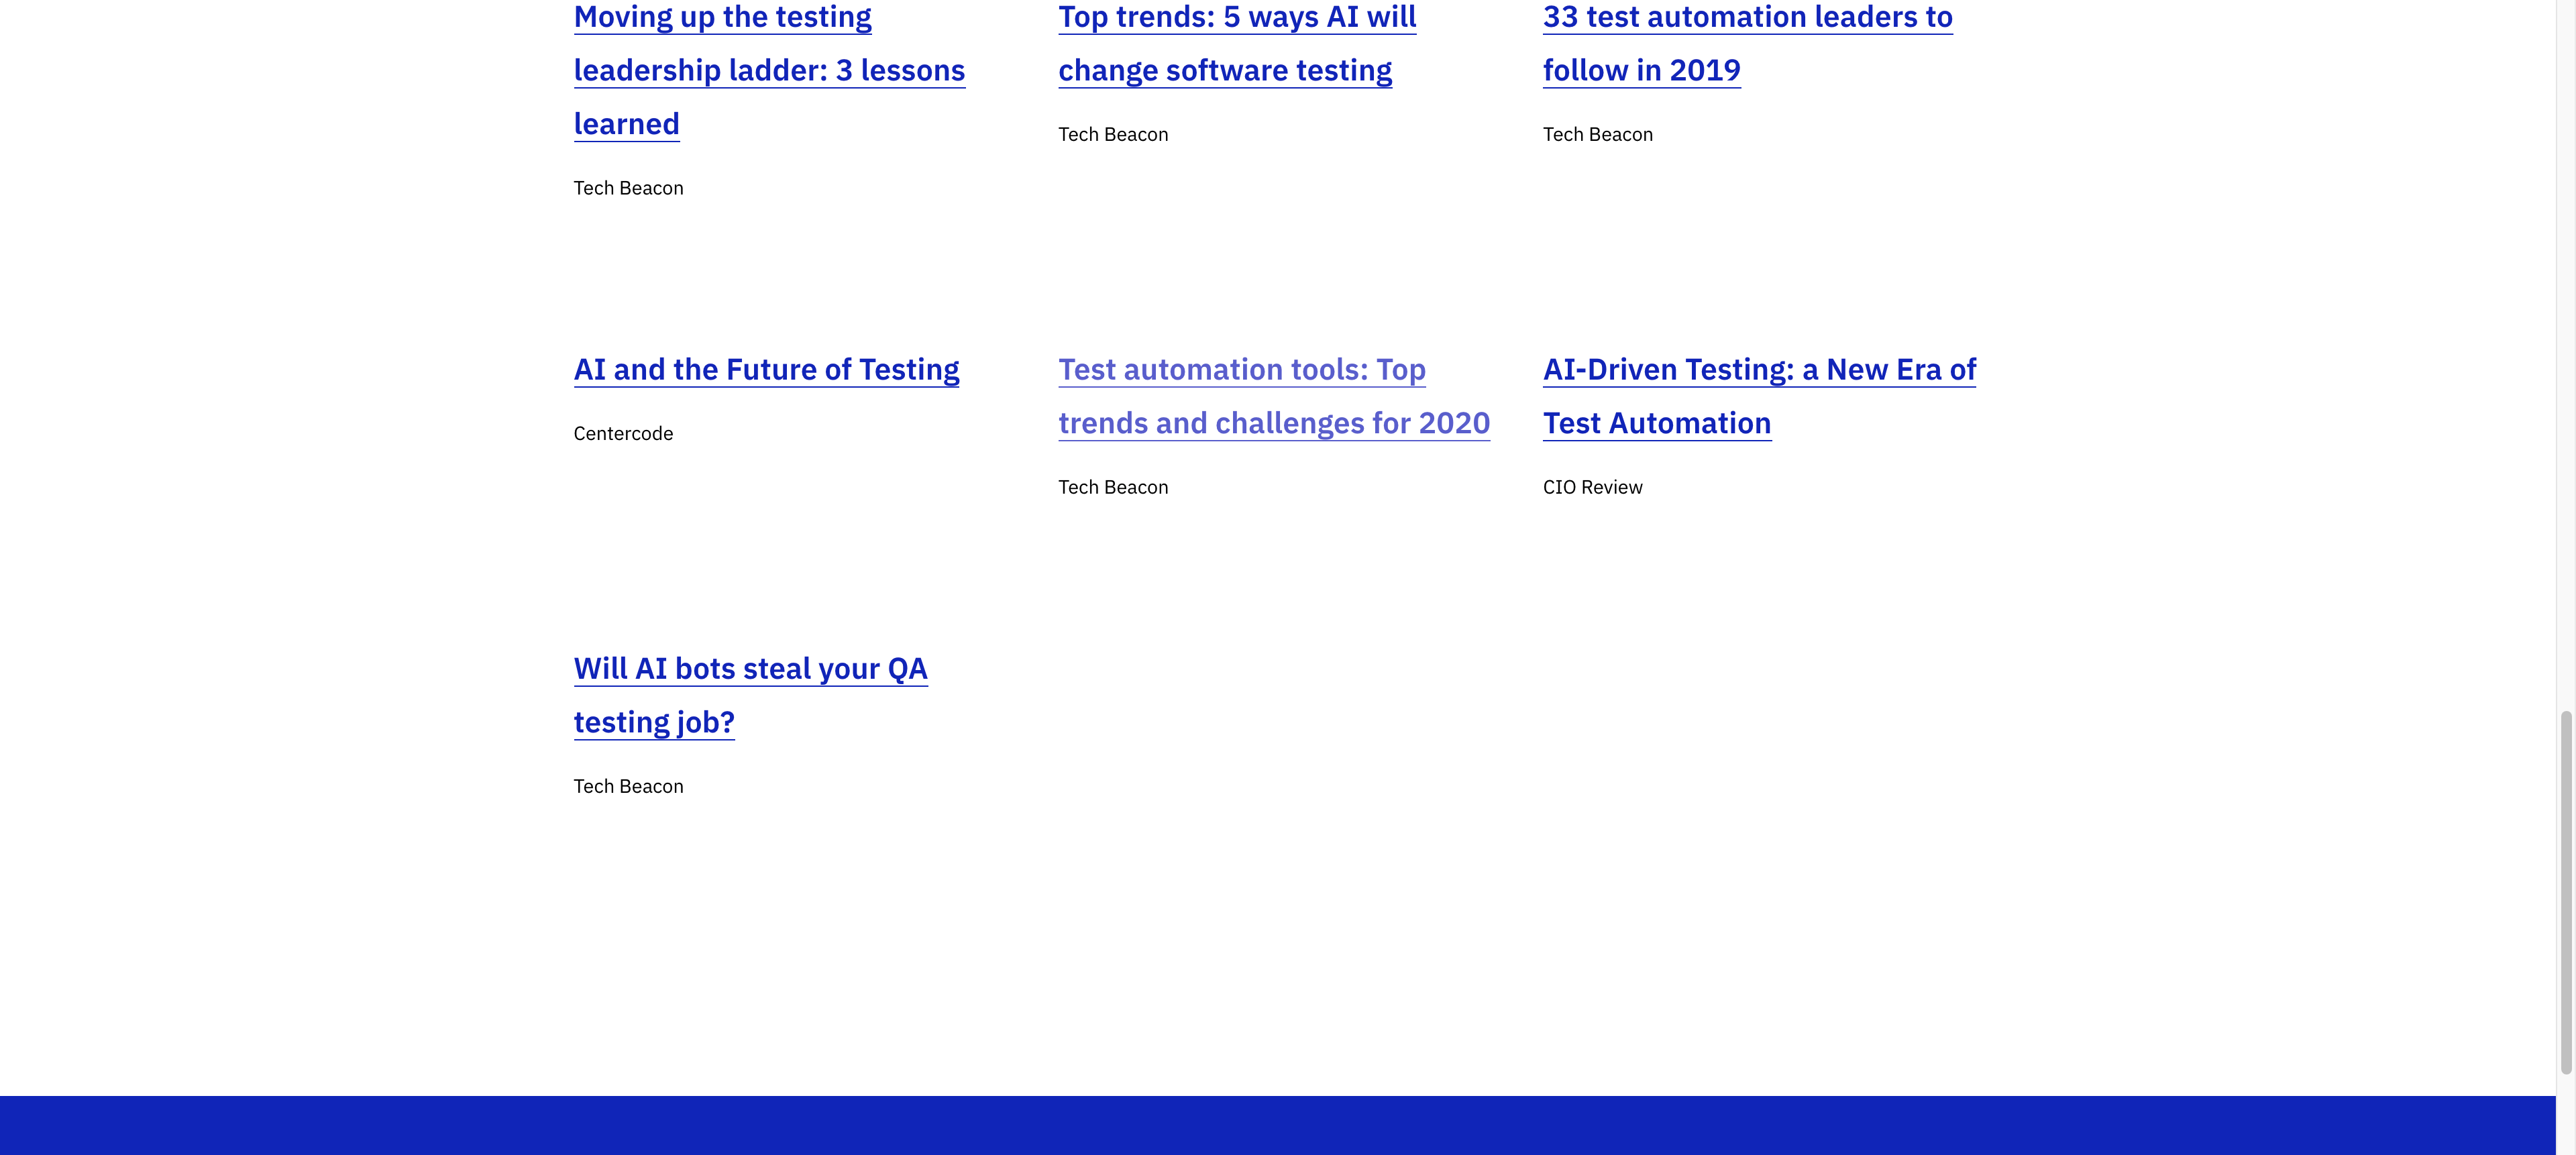 Moving up the testing
leadership ladder: 3 lessons
learned
Tech Beacon
Top trends: 5 ways AI will
change software testing
Tech Beacon
33 test automation leaders to
follow in 2019
Tech Beacon
AI and the Future of Testing
Centercode
Test automation tools: Top
trends and challenges for 2020
Tech Beacon
AI-Driven Testing: a New Era of
Test Automation
CIO Review
Will AI bots steal your QA
testing job?
Tech Beacon